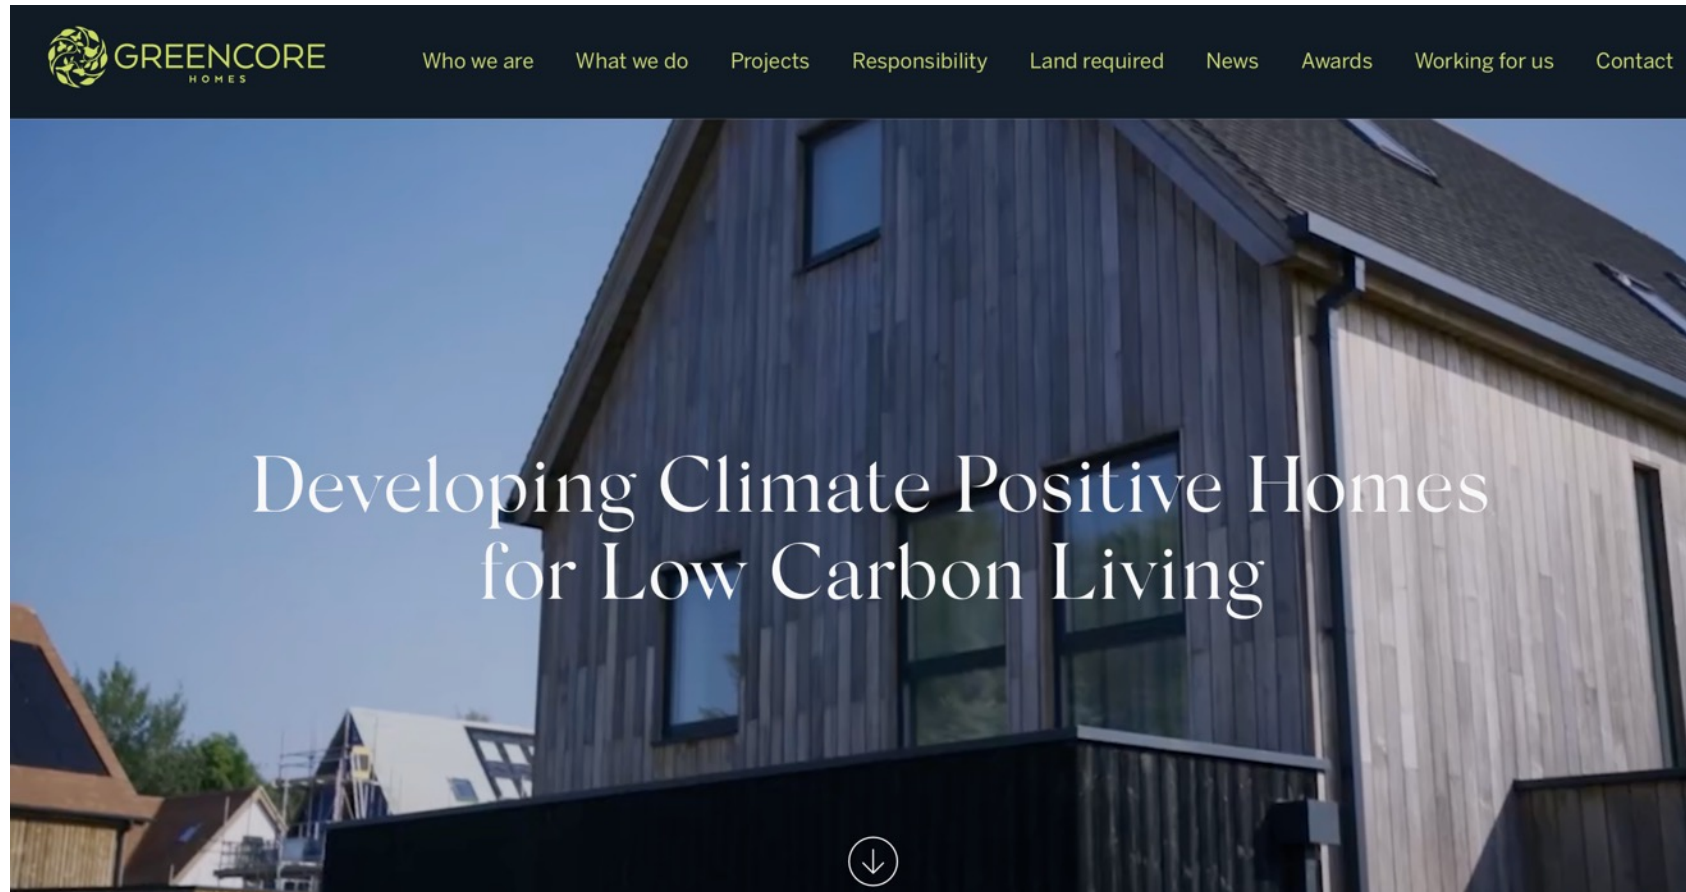 GREENCORE
HOMES
Who we are What we do Projects Responsibility Land required News Awards Working for us Contact
Developing Climate Positive Homes
for Low Carbon Living